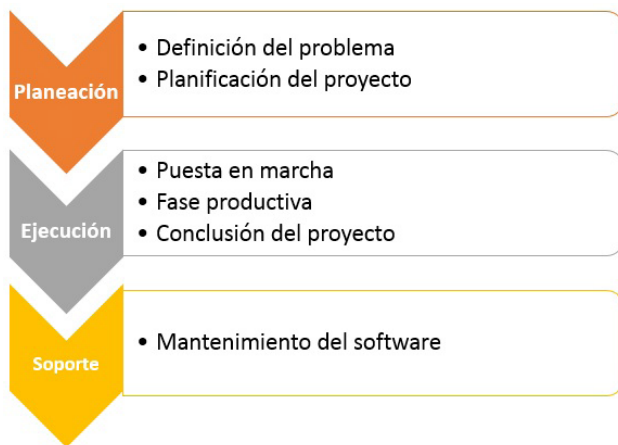 Planeación
• Definición del problema
• Planificación del proyecto
Ejecución
• Puesta en marcha
• Fase productiva
• Conclusión del proyecto
Soporte
• Mantenimiento del software